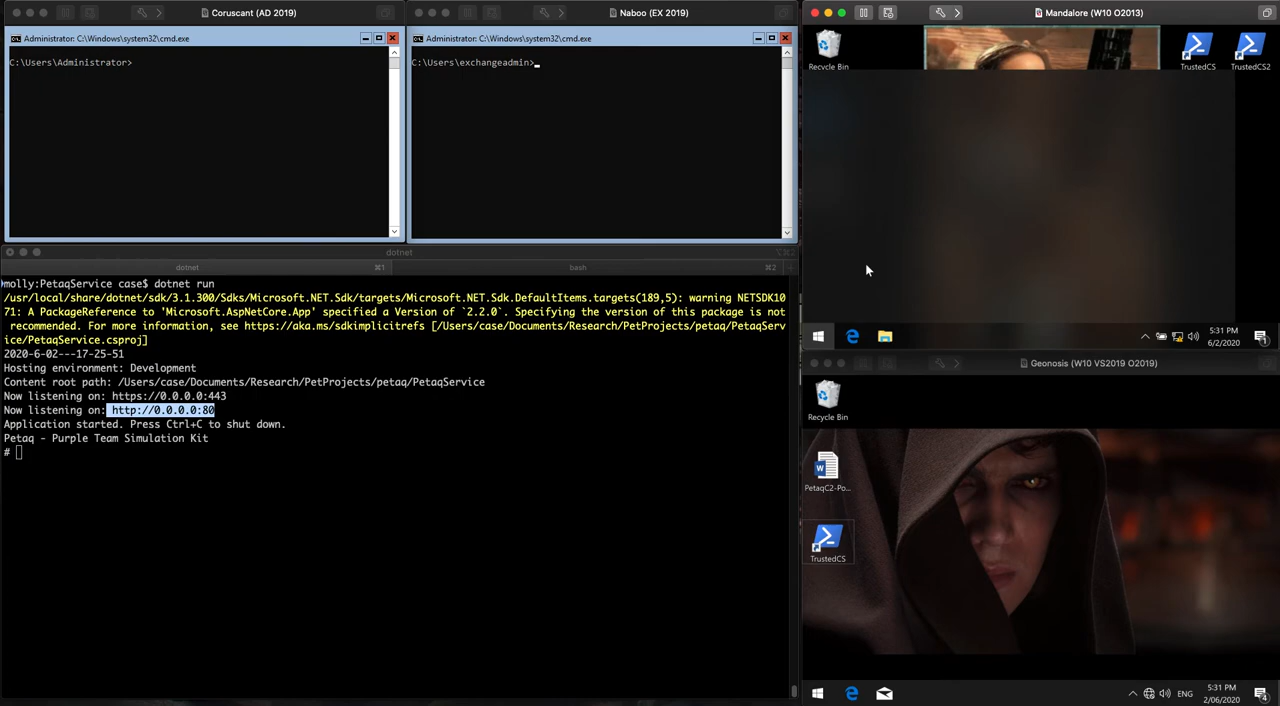 Coruscant (AD 2019)
Administrator: C:\Windows\system32\cmd.exe
C:\Users\Administrator>
Naboo (EX 2019)
Administrator: C:\Windows\system32\cmd.exe
C:\Users\exchangeadmin>
Mandalore (W10 O2013)
Recycle Bin
TrustedCS
TrustedCS2
5:31 PM
6/2/2020
1
dotnet
dotnet
⌘1
bash
⌘2
molly:PetaqService case$ dotnet run
/usr/local/share/dotnet/sdk/3.1.300/Sdks/Microsoft.NET.Sdk/targets/Microsoft.NET.Sdk.DefaultItems.targets(189,5): warning NETSDK10
71: A PackageReference to 'Microsoft.AspNetCore.App' specified a Version of `2.2.0`. Specifying the version of this package is not
 recommended. For more information, see https://aka.ms/sdkimplicitrefs [/Users/case/Documents/Research/PetProjects/petaq/PetaqServ
ice/PetaqService.csproj]
2020-6-02---17-25-51
Hosting environment: Development
Content root path: /Users/case/Documents/Research/PetProjects/petaq/PetaqService
Now listening on: https://0.0.0.0:443
Now listening on: http://0.0.0.0:80
Application started. Press Ctrl+C to shut down.
Petaq - Purple Team Simulation Kit
#
Geonosis (W10 VS2019 O2019)
Recycle Bin
PetaqC2-Po...
TrustedCS
ENG
5:31 PM
2/06/2020
4